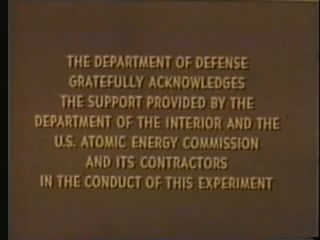 THE DEPARTMENT OF DEFENSE
GRATEFULLY ACKNOWLEDGES
THE SUPPORT PROVIDED BY THE
DEPARTMENT OF THE INTERIOR AND THE
U.S. ATOMIC ENERGY COMMISSION
AND ITS CONTRACTORS
IN THE CONDUCT OF THIS EXPERIMENT